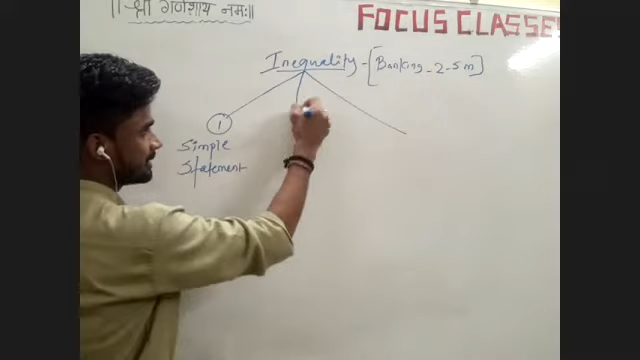 ||श्री गणेशाय नमः||
FOCUS CLASSES
Inequality - [Banking - 2-5 m]
1
Simple
Statement